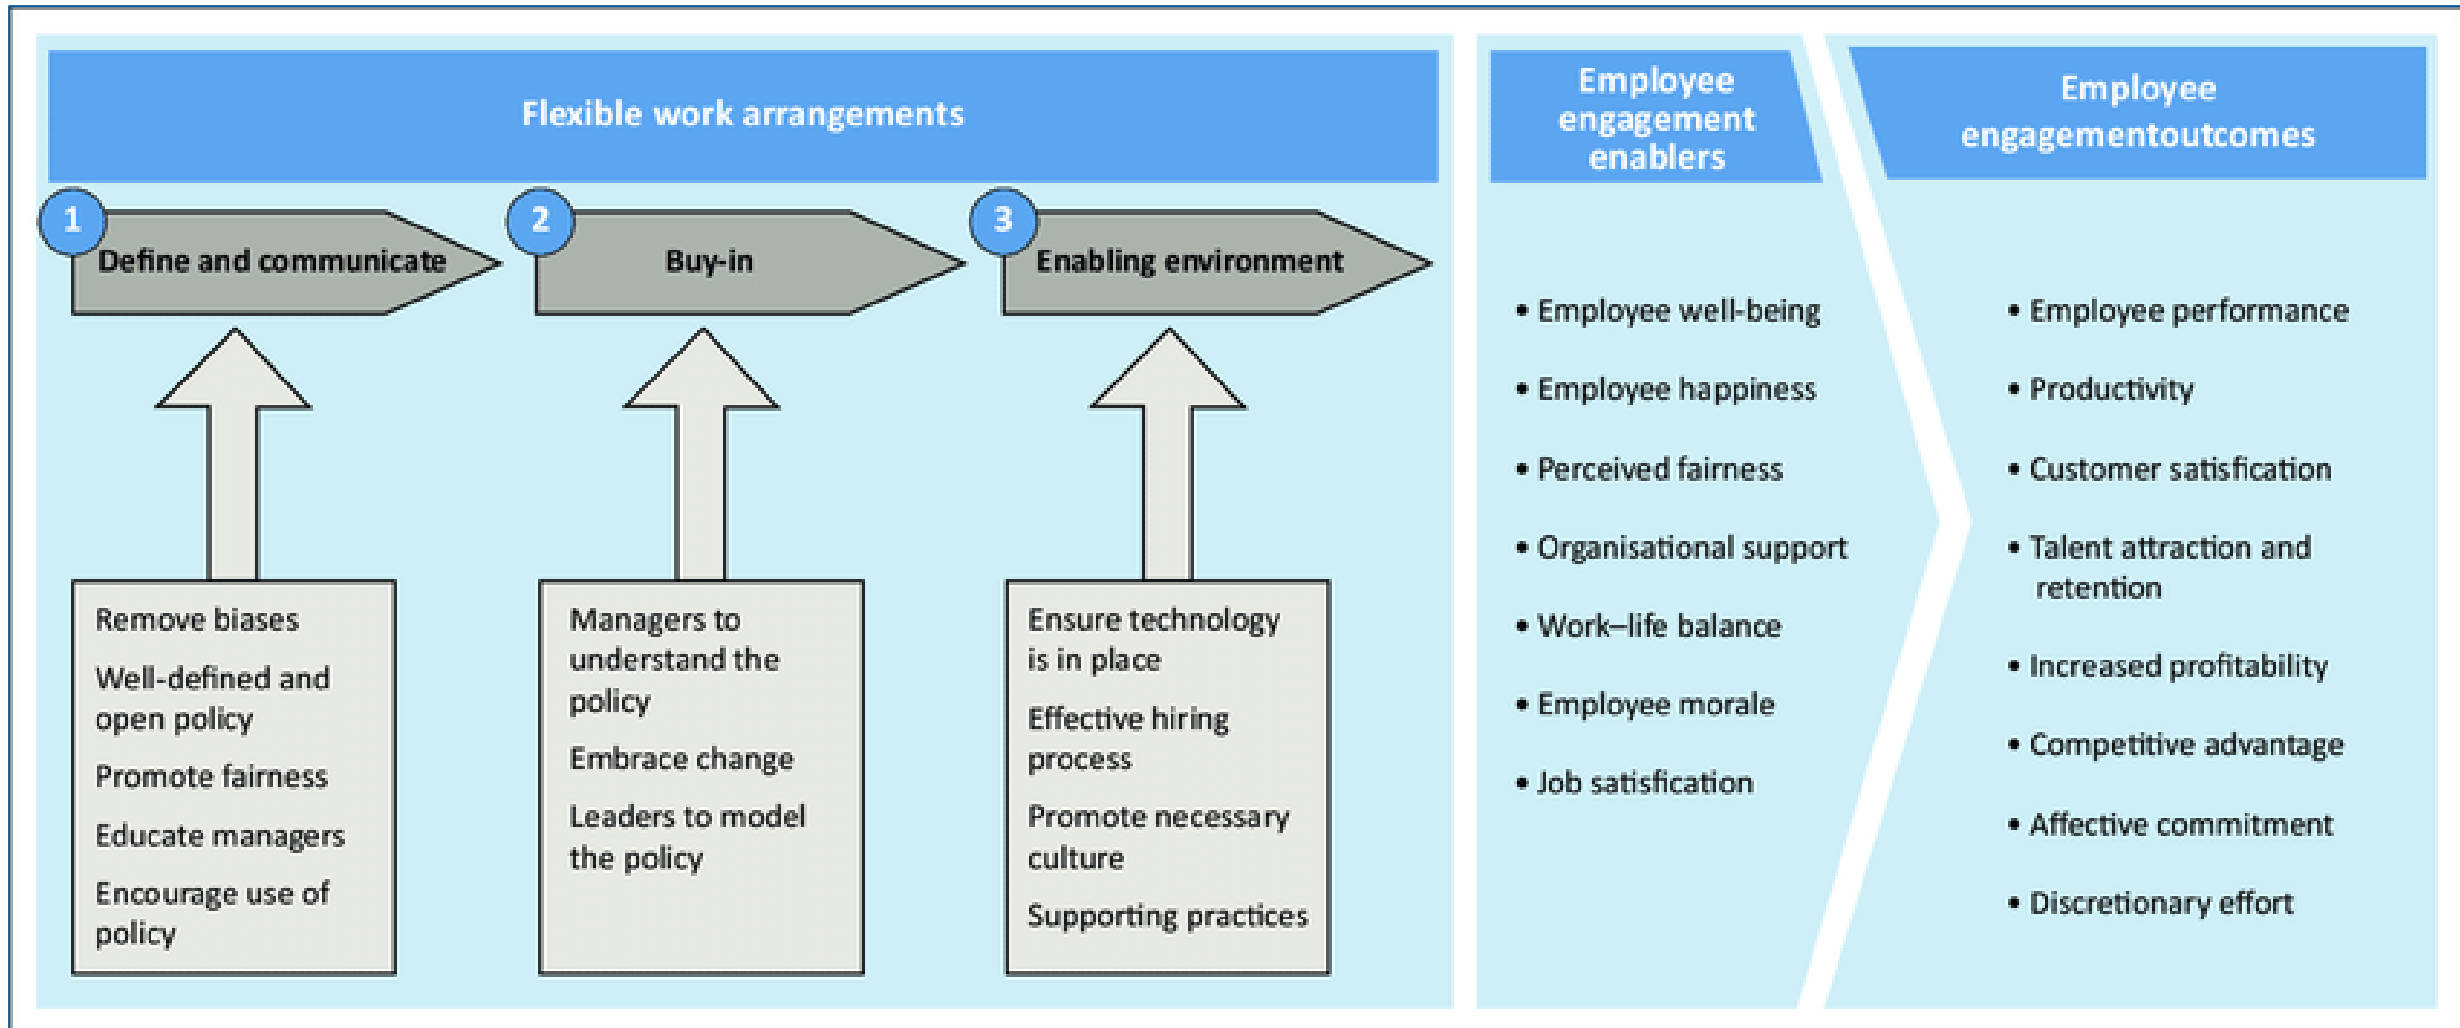 Flexible work arrangements
1
Define and communicate
2
Buy-in
3
Enabling environment
Remove biases
Well-defined and
open policy
Promote fairness
Educate managers
Encourage use of
policy
Managers to
understand the
policy
Embrace change
Leaders to model
the policy
Ensure technology
is in place
Effective hiring
process
Promote necessary
culture
Supporting practices
Employee
engagement
enablers
• Employee well-being
• Employee happiness
• Perceived fairness
• Organisational support
• Work–life balance
• Employee morale
• Job satisfication
Employee
engagementoutcomes
• Employee performance
• Productivity
• Customer satisfication
• Talent attraction and
retention
• Increased profitability
• Competitive advantage
• Affective commitment
• Discretionary effort